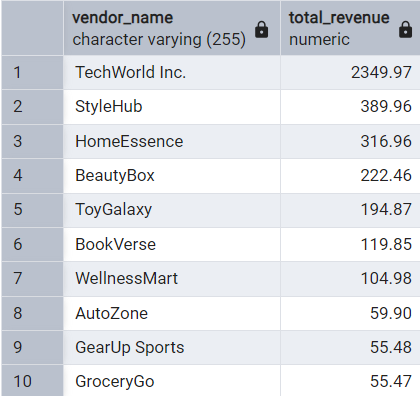 vendor_name total_revenue
character varying (255) numeric
1 TechWorld Inc. 2349.97
2 StyleHub 389.96
3 HomeEssence 316.96
4 BeautyBox 222.46
5 ToyGalaxy 194.87
6 BookVerse 119.85
7 WellnessMart 104.98
8 AutoZone 59.90
9 GearUp Sports 55.48
10 GroceryGo 55.47